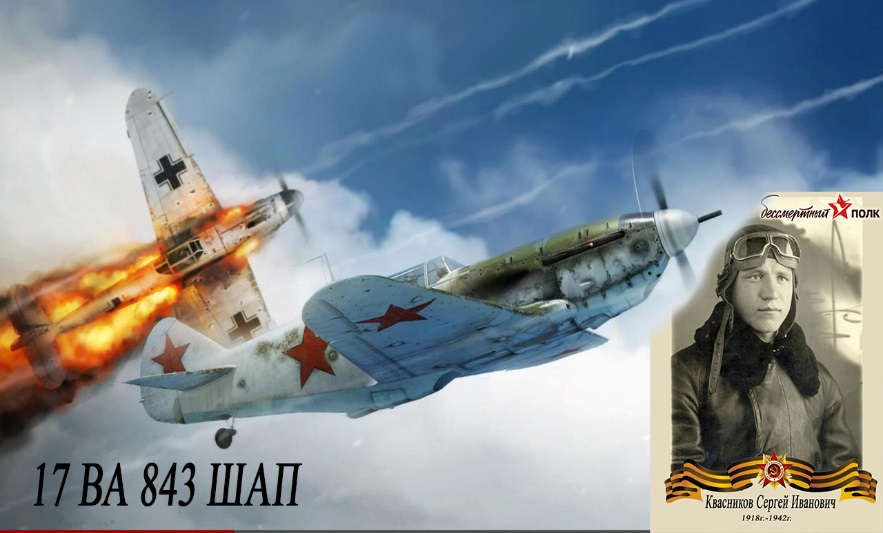 бессмертный ПОЛК
17 ВА 843 ШАП
Квасников Сергей Иванович
1918г.-1942г.